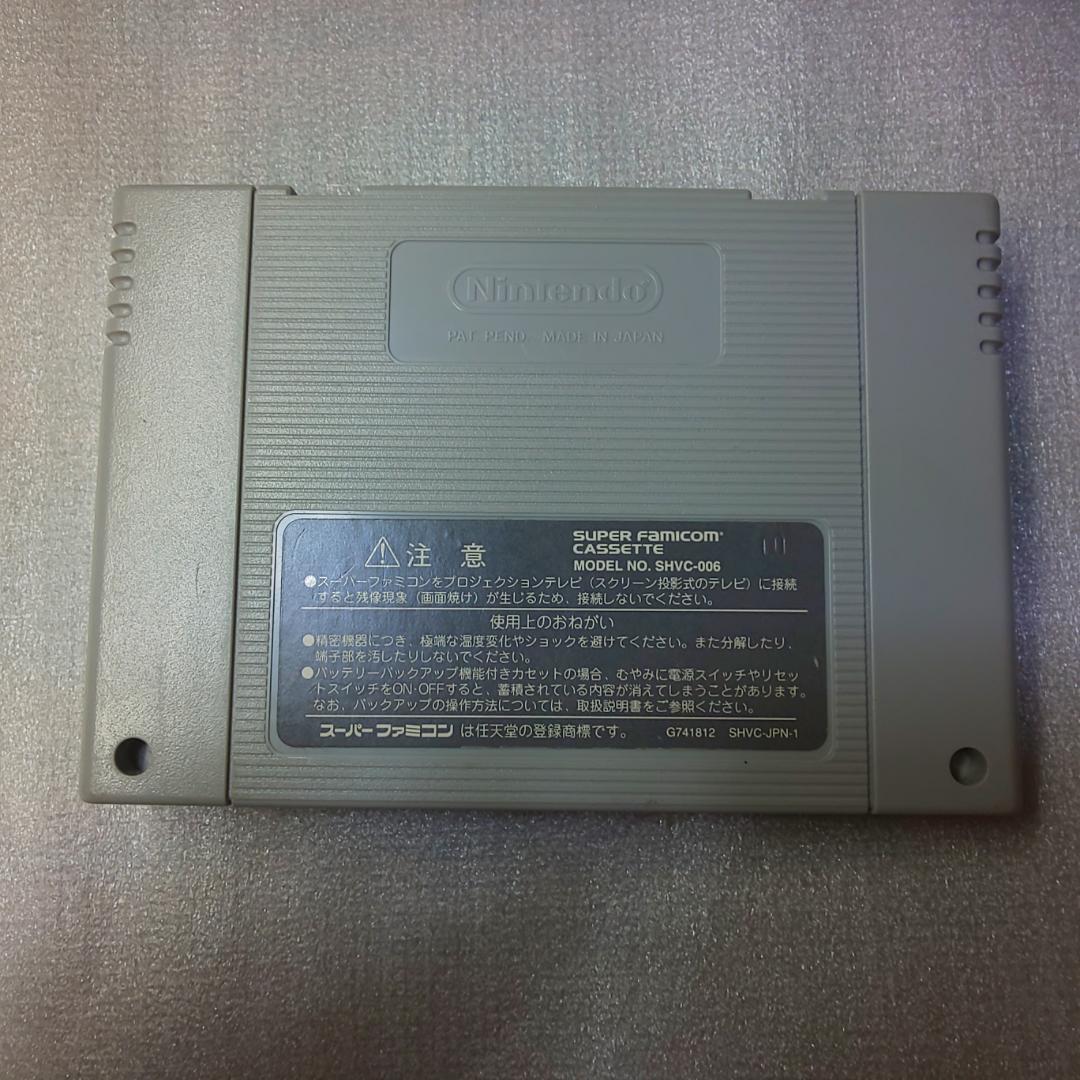 Nintendo®
PAT. PEND. MADE IN JAPAN
⚠注 意
SUPER FAMICOM®
CASSETTE
MODEL NO. SHVC-006
●スーパーファミコンをプロジェクションテレビ（スクリーン投影式のテレビ）に接続
すると残像現象（画面焼け）が生じるため、接続しないでください。
使用上のおねがい
●精密機器につき、極端な温度変化やショックを避けてください。また分解したり、
端子部を汚したりしないでください。
●バッテリーバックアップ機能付きカセットの場合、むやみに電源スイッチやリセッ
トスイッチをON・OFFすると、蓄積されている内容が消えてしまうことがあります。
なお、バックアップの操作方法については、取扱説明書をご参照ください。
スーパーファミコン は任天堂の登録商標です。
G741812 SHVC-JPN-1